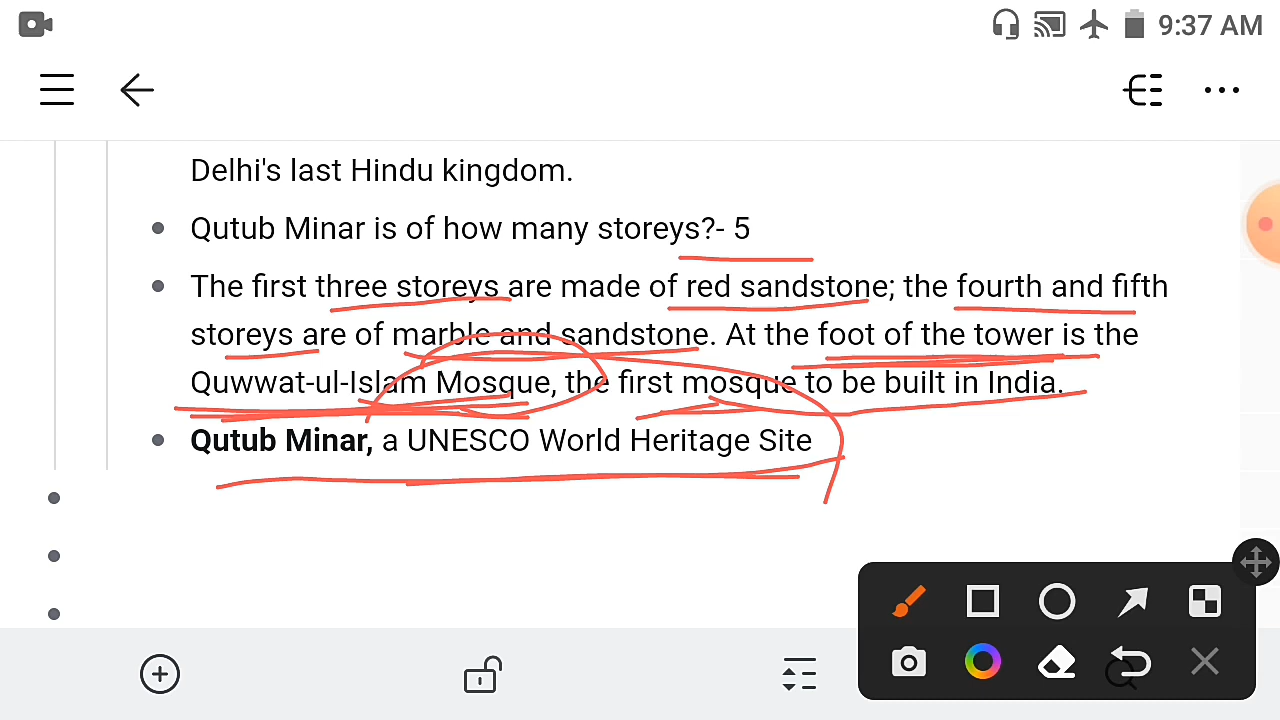 9:37 AM
Delhi's last Hindu kingdom.
Qutub Minar is of how many storeys?- 5
The first three storeys are made of red sandstone; the fourth and fifth
storeys are of marble and sandstone. At the foot of the tower is the
Quwwat-ul-Islam Mosque, the first mosque to be built in India.
Qutub Minar, a UNESCO World Heritage Site